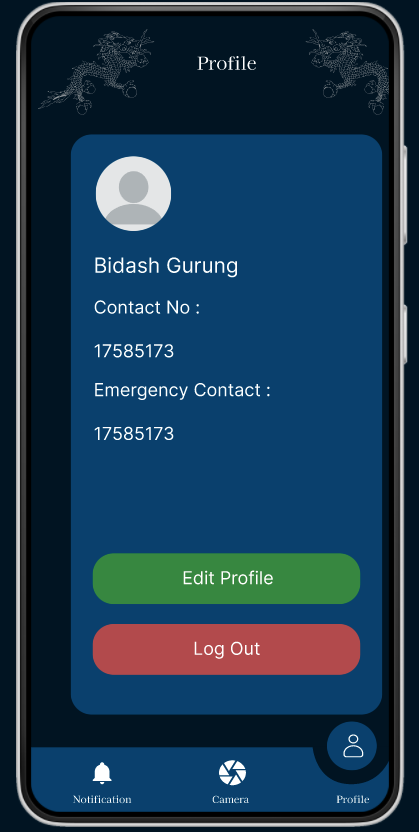 Profile
Bidash Gurung
Contact No :
17585173
Emergency Contact :
17585173
Edit Profile
Log Out
Notification
Camera
Profile